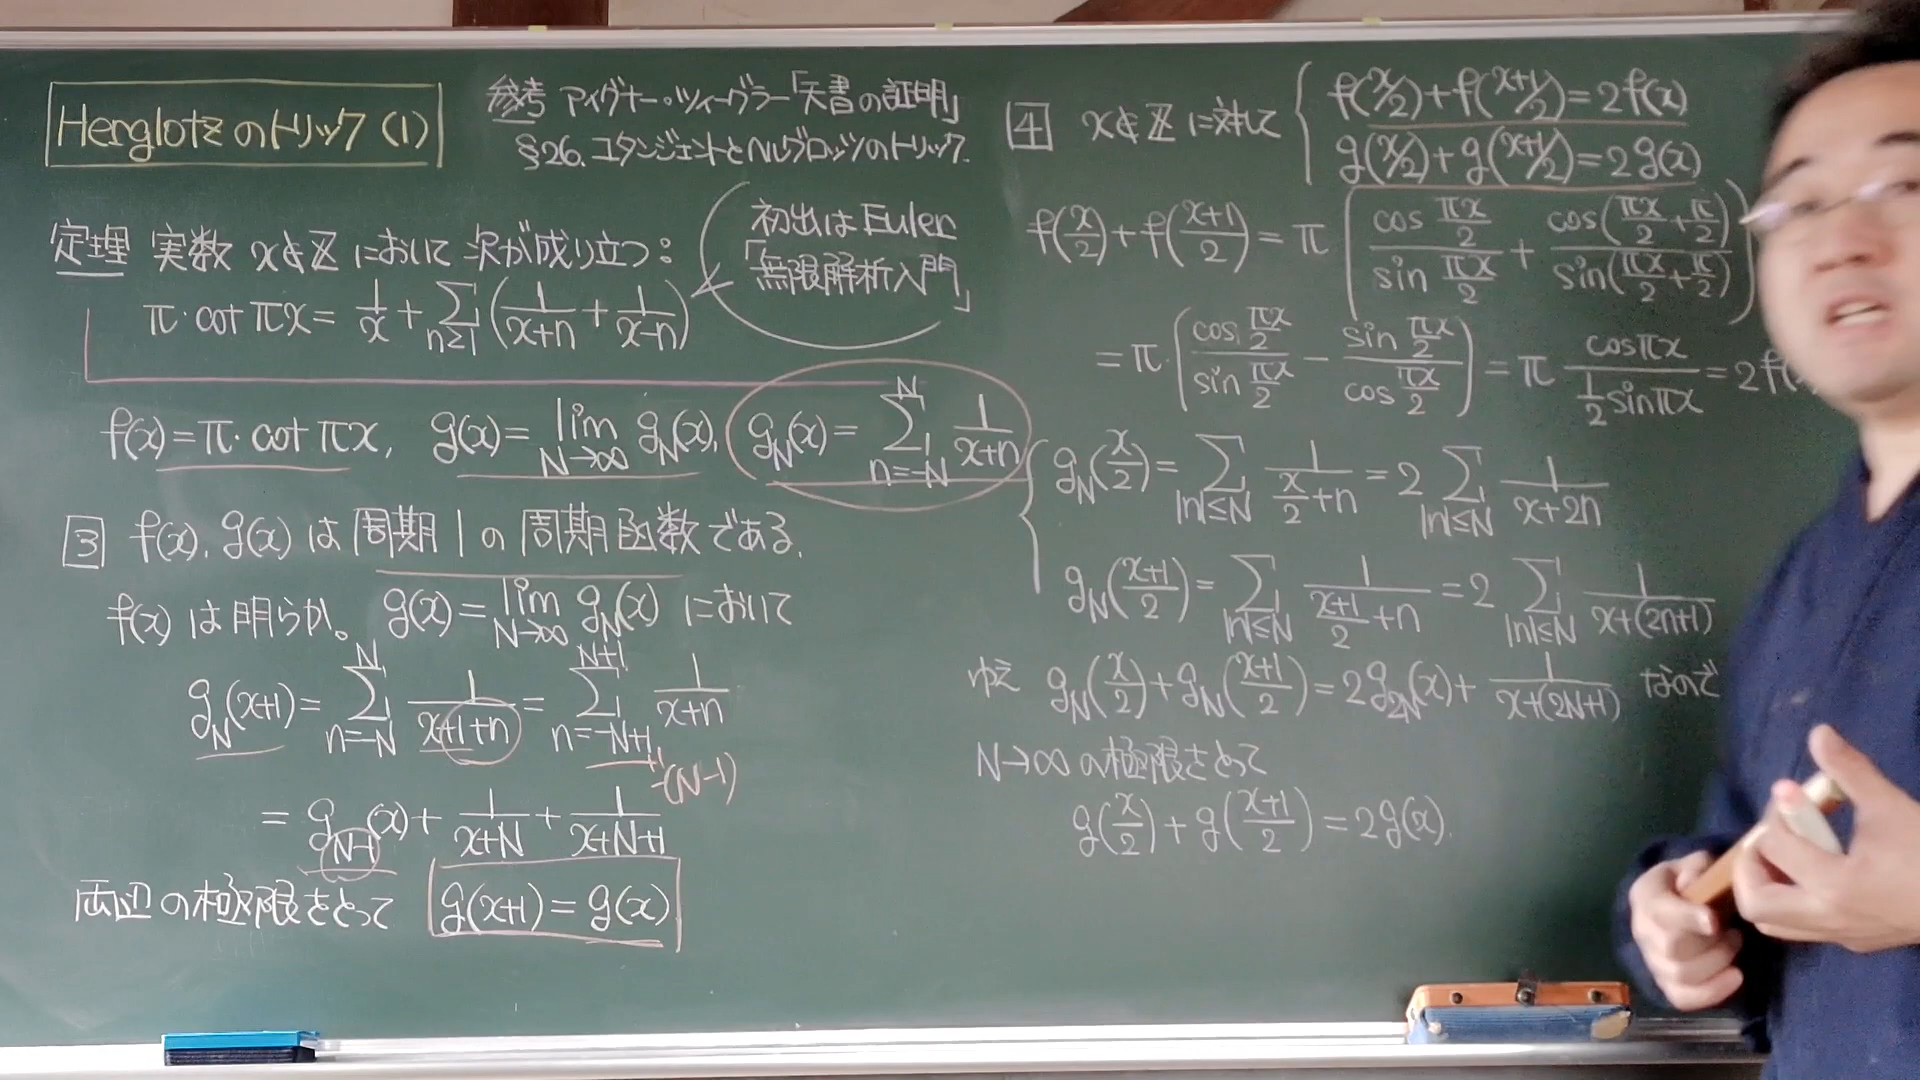 Herglotzのトリック(1)
参考 アイグナー・ツィーグラー「天書の証明」
§26. コタンジェントとヘルグロッツのトリック.
定理 実数 x∉ℤ において次が成り立つ:
π·cot πx = 1/x + Σ_{n≥1} (1/(x+n) + 1/(x-n))
初出は Euler
「無限解析入門」
f(x) = π·cot πx, g(x) = lim_{N→∞} g_N(x), g_N(x) = Σ_{n=-N}^{N} 1/(x+n)
3 f(x), g(x) は 周期 1 の 周期函数である.
f(x) は明らか。 g(x) = lim_{N→∞} g_N(x) において
g_N(x+1) = Σ_{n=-N}^{N} 1/(x+1+n) = Σ_{n=-N+1}^{N+1} 1/(x+n)
-(N-1)
= g_{N-1}(x) + 1/(x+N) + 1/(x+N+1)
両辺の極限をとって g(x+1) = g(x)
4 x∉ℤ に対して { f(x/2) + f((x+1)/2) = 2f(x)
g(x/2) + g((x+1)/2) = 2g(x)
f(x/2) + f((x+1)/2) = π ( cos πx/2 / sin πx/2 + cos(πx/2 + π/2) / sin(πx/2 + π/2) )
= π·( cos πx/2 / sin πx/2 - sin πx/2 / cos πx/2 ) = π cosπx / (1/2 sinπx) = 2f(
{ g_N(x/2) = Σ_{|n|≤N} 1/(x/2+n) = 2 Σ_{|n|≤N} 1/(x+2n)
g_N((x+1)/2) = Σ_{|n|≤N} 1/((x+1)/2+n) = 2 Σ_{|n|≤N} 1/(x+(2n+1))
ゆえ g_N(x/2) + g_N((x+1)/2) = 2g_{2N}(x) + 1/(x+(2N+1)) なので
N→∞ の極限をとって
g(x/2) + g((x+1)/2) = 2g(x).